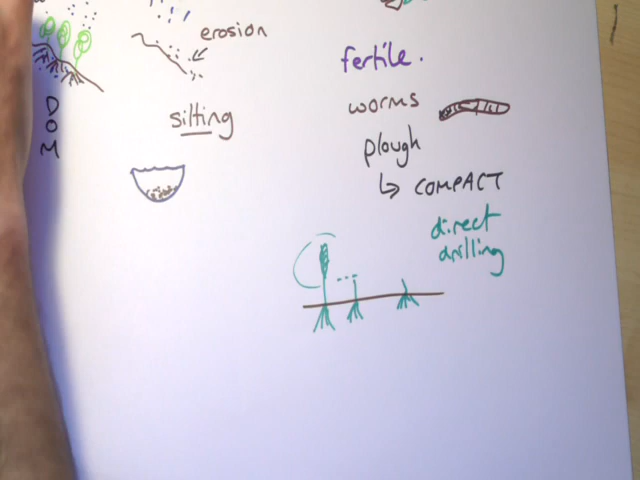 erosion
silting
D
O
M
fertile.
worms
plough
↳ COMPACT
direct
drilling